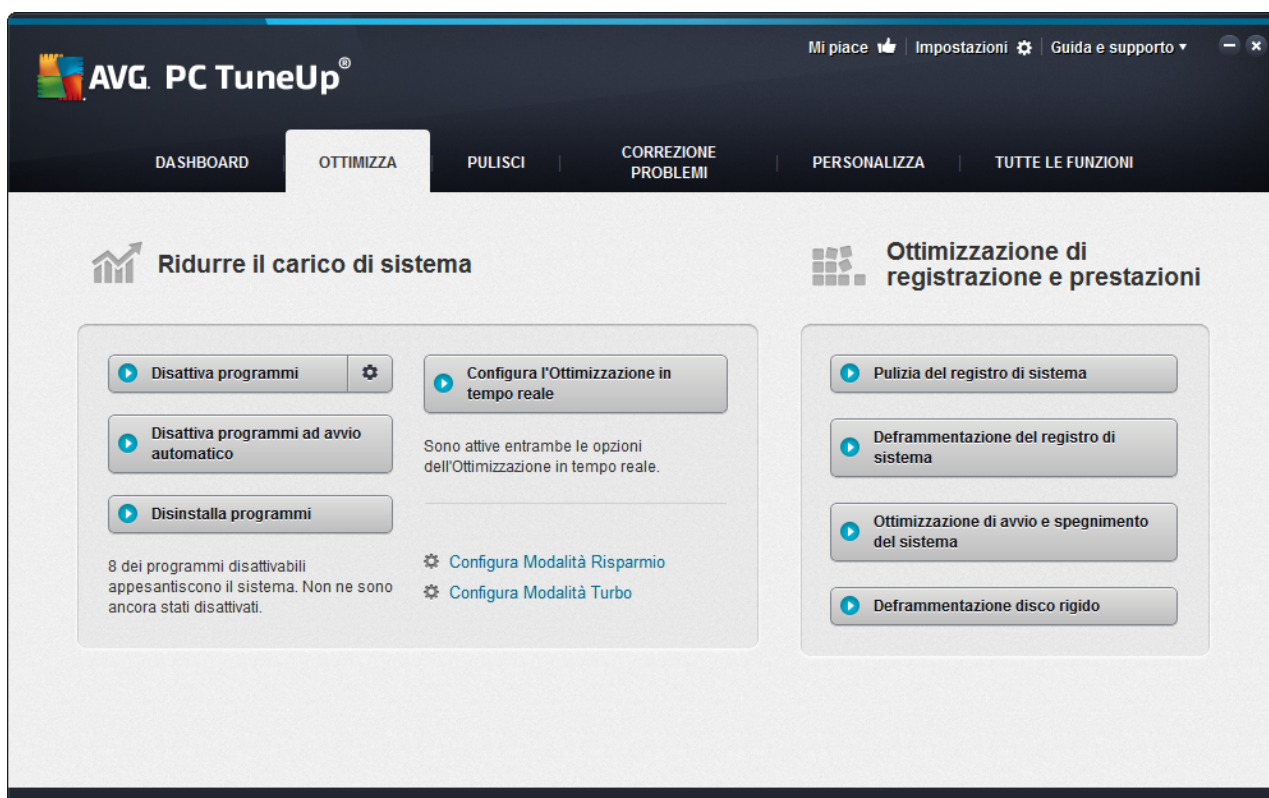 Mi piace | Impostazioni | Guida e supporto
AVG. PC TuneUp®
DASHBOARD
OTTIMIZZA
PULISCI
CORREZIONE
PROBLEMI
PERSONALIZZA
TUTTE LE FUNZIONI
Ridurre il carico di sistema
Disattiva programmi
Disattiva programmi ad avvio
automatico
Disinstalla programmi
8 dei programmi disattivabili
appesantiscono il sistema. Non ne sono
ancora stati disattivati.
Configura l'Ottimizzazione in
tempo reale
Sono attive entrambe le opzioni
dell'Ottimizzazione in tempo reale.
Configura Modalità Risparmio
Configura Modalità Turbo
Ottimizzazione di
registrazione e prestazioni
Pulizia del registro di sistema
Deframmentazione del registro di
sistema
Ottimizzazione di avvio e spegnimento
del sistema
Deframmentazione disco rigido